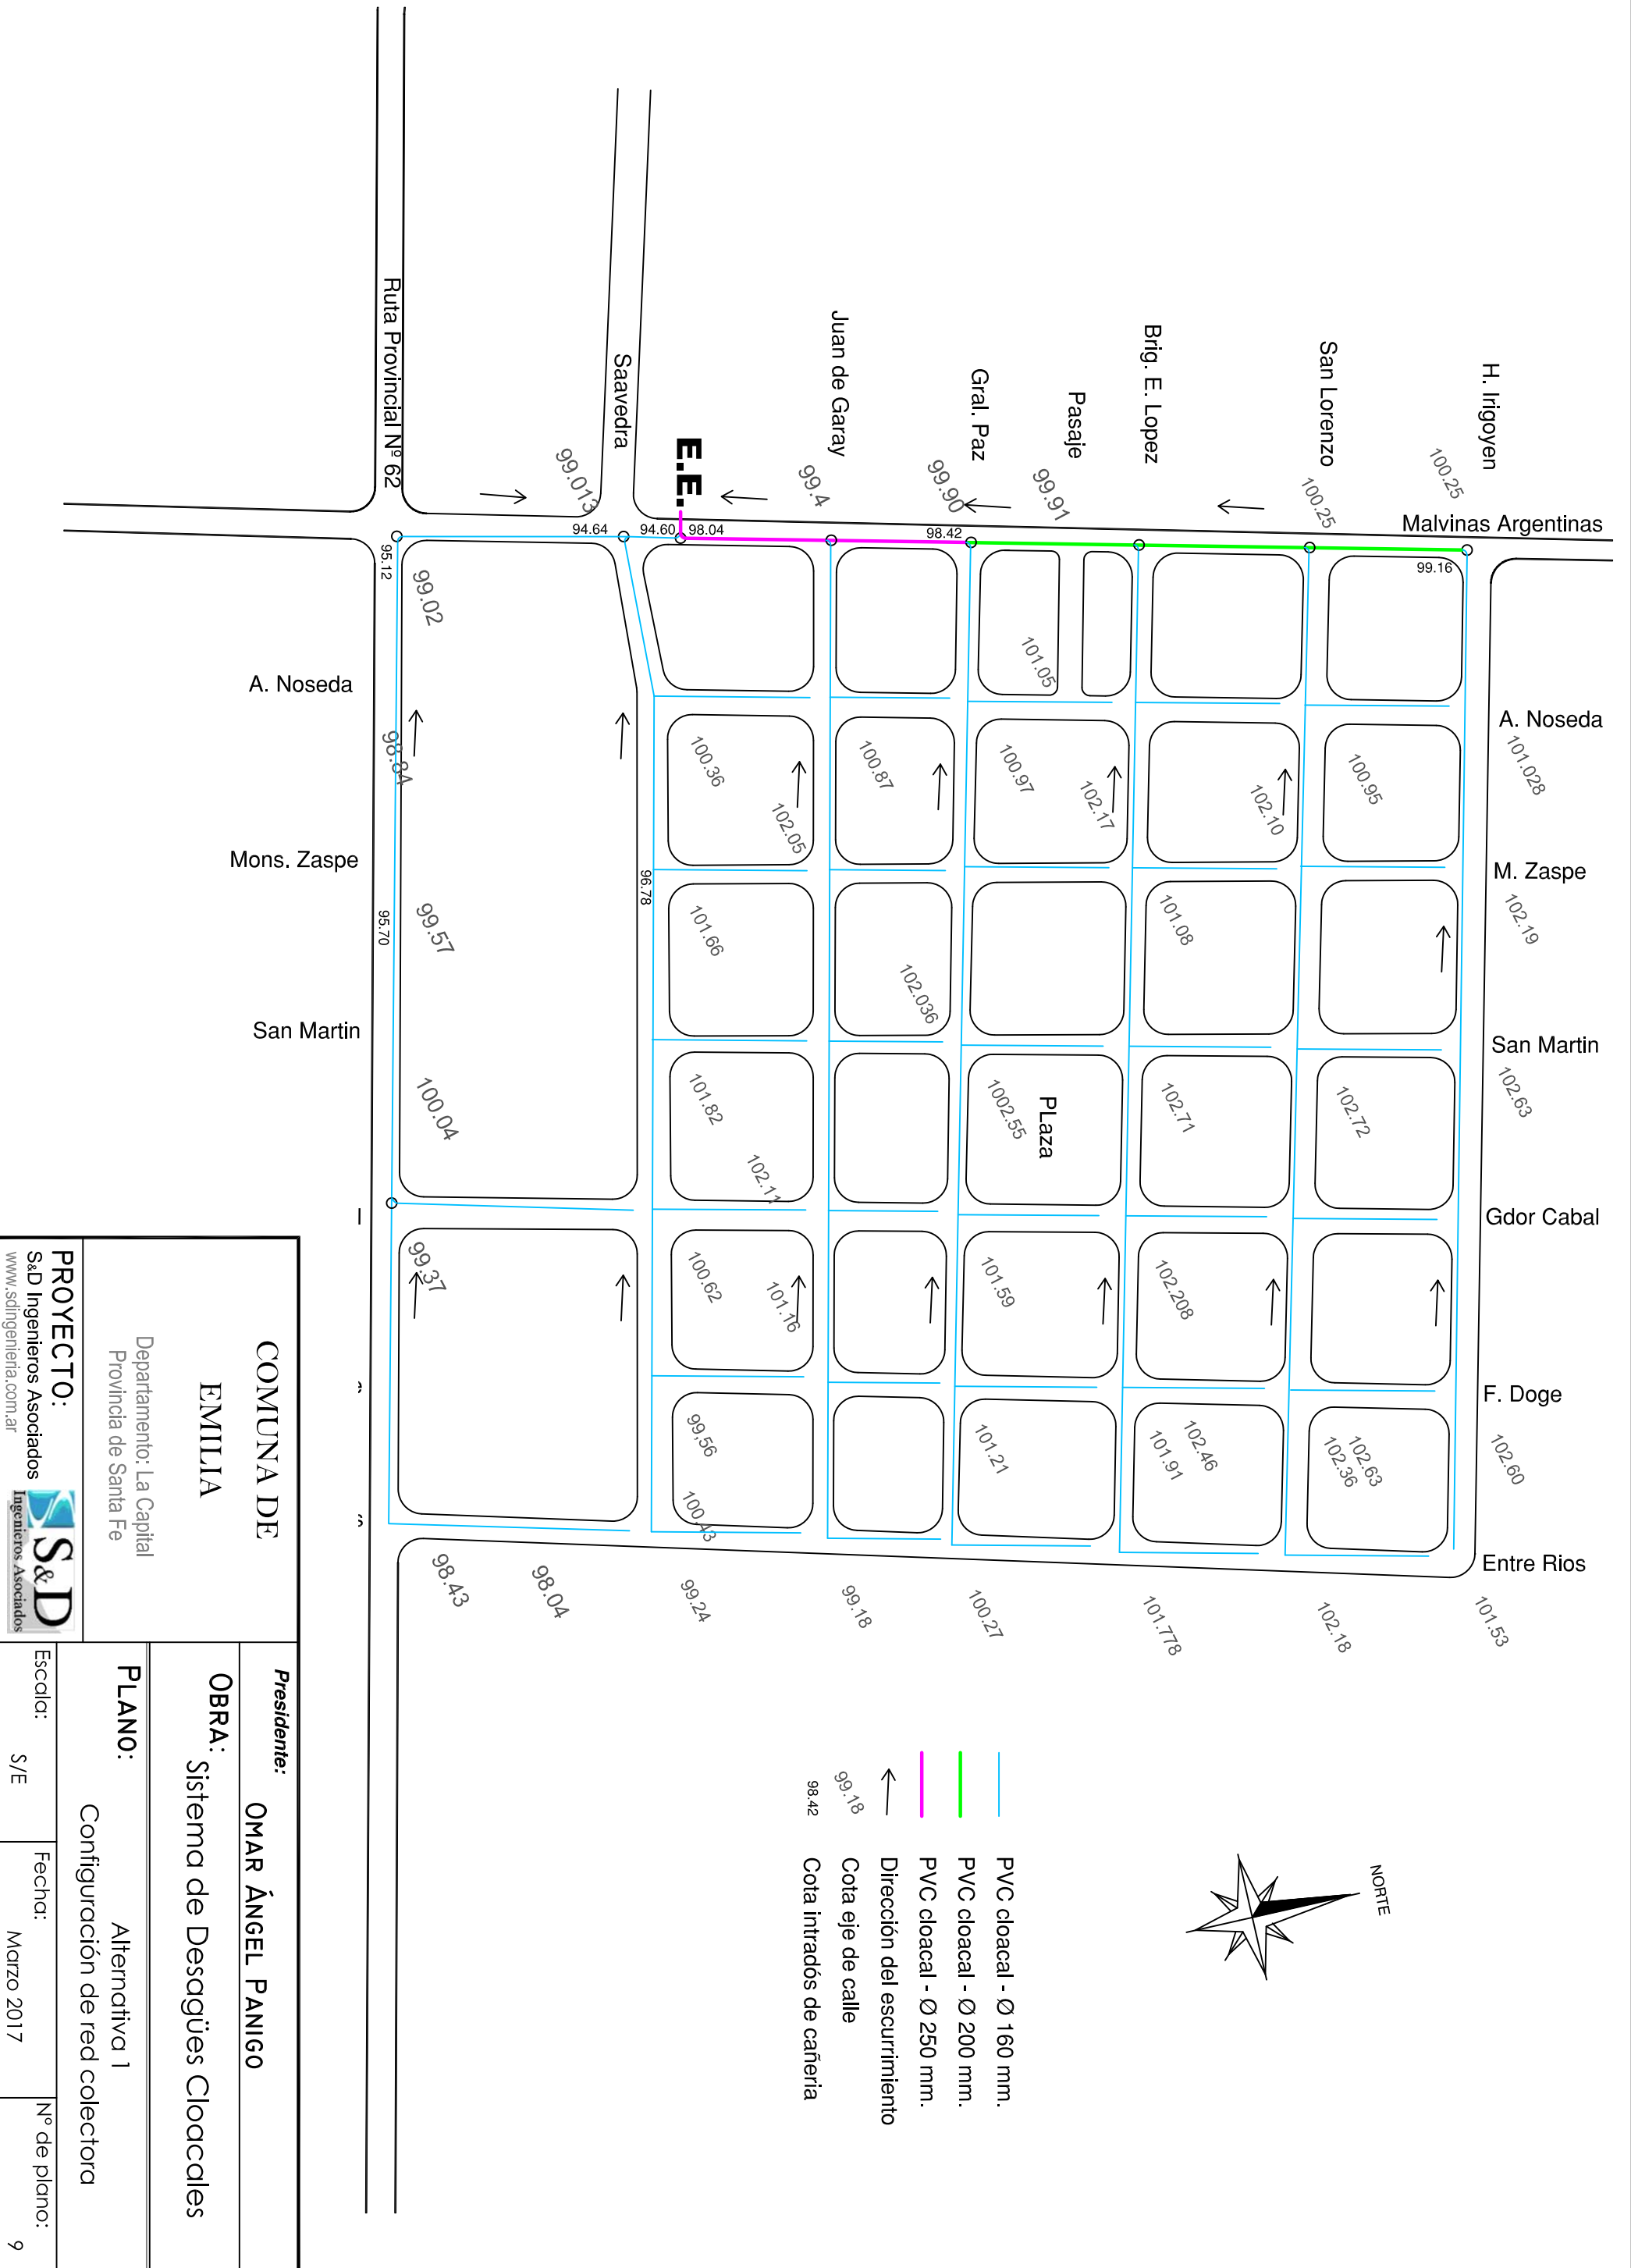 Ruta Provincial Nº 62
Saavedra
E.E.
Juan de Garay
Gral. Paz
Pasaje
Brig. E. Lopez
San Lorenzo
H. Irigoyen
Malvinas Argentinas
99.013
99.4
99.90
99.91
100.25
100.25
94.64
94.60
98.04
98.42
99.16
95.12
99.02
101.05
A. Noseda
A. Noseda
98.84
100.36
102.05
100.87
100.97
102.17
102.10
100.95
101.028
Mons. Zaspe
M. Zaspe
96.78
95.70
99.57
101.66
102.036
101.08
102.19
San Martin
San Martin
100.04
101.82
102.11
1002.55
PLaza
102.71
102.72
102.63
Gdor Cabal
99.37
100.62
101.16
101.59
102.208
F. Doge
99,56
100.43
101.21
101.91
102.46
102.36
102.63
102.60
Entre Rios
98.43
98.04
99.24
99.18
100.27
101.778
102.18
101.53
NORTE
PVC cloacal - Ø 160 mm.
PVC cloacal - Ø 200 mm.
PVC cloacal - Ø 250 mm.
Dirección del escurrimiento
99.18 Cota eje de calle
98.42 Cota intradós de cañeria
COMUNA DE
EMILIA
Departamento: La Capital
Provincia de Santa Fe
PROYECTO:
S&D Ingenieros Asociados
www.sdingenieria.com.ar
S&D
Ingenieros Asociados
Presidente: OMAR ÁNGEL PANIGO
OBRA:
Sistema de Desagües Cloacales
PLANO:
Alternativa 1
Configuración de red colectora
Escala: S/E
Fecha: Marzo 2017
Nº de plano: 9